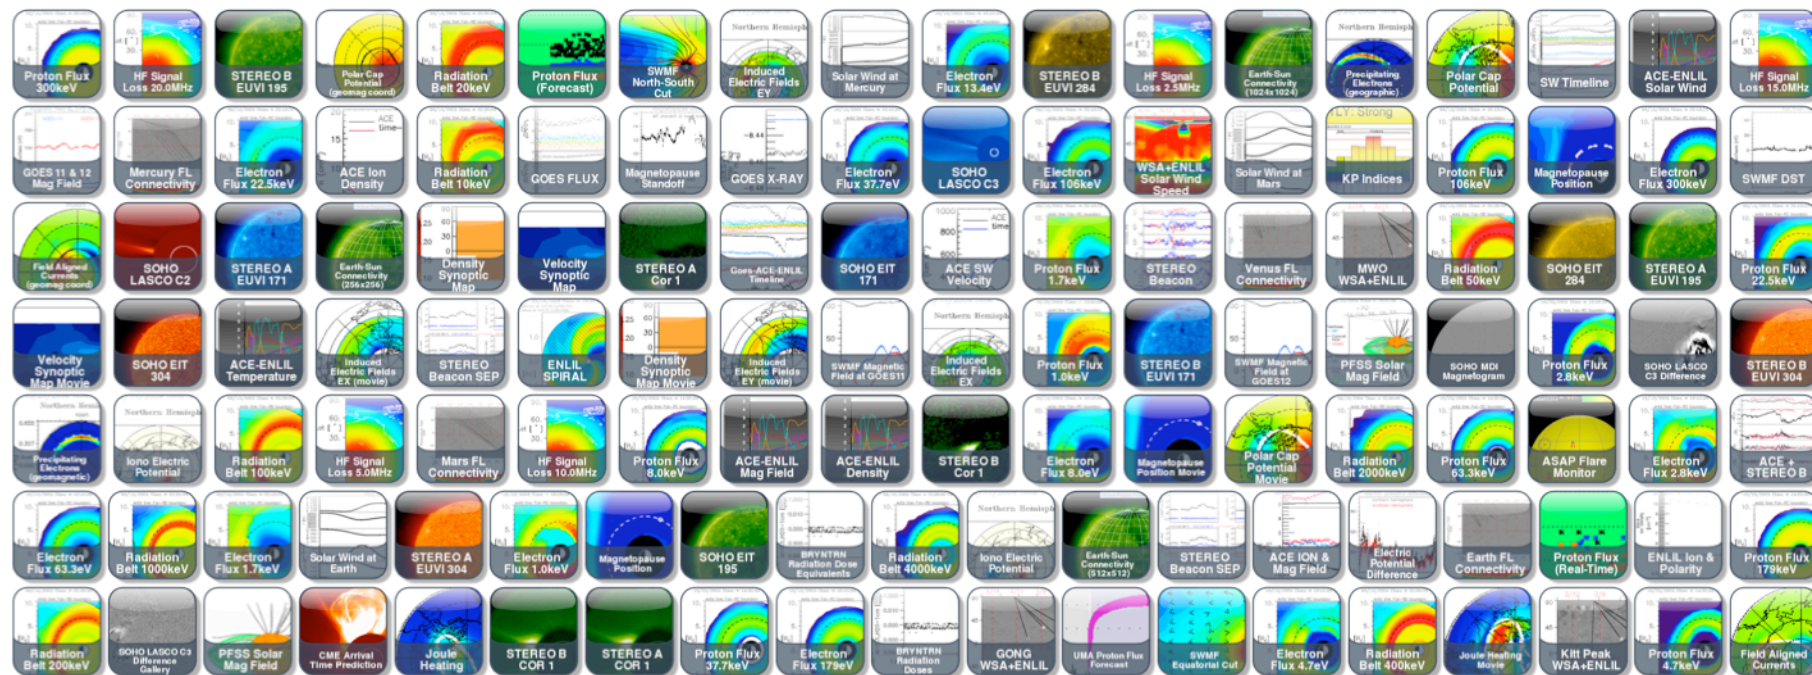 Proton Flux
300keV
HF Signal
Loss 20.0MHz
STEREO B
EUVI 195
Polar Cap
Potential
(geomag coord)
Radiation
Belt 20keV
Proton Flux
(Forecast)
SWMF
North-South
Cut
Northern Hemisph
Induced
Electric Fields
EY
Solar Wind at
Mercury
Electron
Flux 13.4eV
STEREO B
EUVI 284
HF Signal
Loss 2.5MHz
Earth-Sun
Connectivity
(1024x1024)
Northern Hemisp
Precipitating
Electrons
(geographic)
Polar Cap
Potential
SW Timeline
ACE-ENLIL
Solar Wind
HF Signal
Loss 15.0MHz
GOES 11 & 12
Mag Field
Mercury FL
Connectivity
Electron
Flux 22.5keV
ACE
time
ACE Ion
Density
Radiation
Belt 10keV
GOES FLUX
Magnetopause
Standoff
-8.44
GOES X-RAY
Electron
Flux 37.7eV
SOHO
LASCO C3
Electron
Flux 106keV
WSA+ENLIL
Solar Wind
Speed
Solar Wind at
Mars
TLY: Strong
KP Indices
Proton Flux
106keV
Magnetopause
Position
Electron
Flux 300keV
SWMF DST
Field Aligned
Currents
(geomag coord)
SOHO
LASCO C2
STEREO A
EUVI 171
Earth-Sun
Connectivity
(256x256)
Density
Synoptic
Map
Velocity
Synoptic
Map
STEREO A
Cor 1
Goes-ACE-ENLIL
Timeline
SOHO EIT
171
1000
800
600
ACE
time
ACE SW
Velocity
Proton Flux
1.7keV
STEREO
Beacon
Venus FL
Connectivity
MWO
WSA+ENLIL
Radiation
Belt 50keV
SOHO EIT
284
STEREO A
EUVI 195
Proton Flux
22.5keV
Velocity
Synoptic
Map Movie
SOHO EIT
304
ACE-ENLIL
Temperature
Induced
Electric Fields
EX (movie)
STEREO
Beacon SEP
ENLIL
SPIRAL
Density
Synoptic
Map Movie
Induced
Electric Fields
EY (movie)
SWMF Magnetic
Field at GOES11
Northern Hemisph
Induced
Electric Fields
EX
Proton Flux
1.0keV
STEREO B
EUVI 171
SWMF Magnetic
Field at
GOES12
PFSS Solar
Mag Field
SOHO MDI
Magnetogram
Proton Flux
2.8keV
SOHO LASCO
C3 Difference
STEREO B
EUVI 304
Northern Hem
Precipitating
Electrons
(geomagnetic)
Northern Hemisph
Iono Electric
Potential
Radiation
Belt 100keV
HF Signal
Loss 5.0MHz
Mars FL
Connectivity
HF Signal
Loss 10.0MHz
Proton Flux
8.0keV
ACE-ENLIL
Mag Field
ACE-ENLIL
Density
STEREO B
Cor 1
Electron
Flux 8.0eV
Magnetopause
Position Movie
Polar Cap
Potential
Movie
Radiation
Belt 2000keV
Proton Flux
63.3keV
ASAP Flare
Monitor
Electron
Flux 2.8keV
ACE +
STEREO B
Electron
Flux 63.3eV
Radiation
Belt 1000keV
Electron
Flux 1.7keV
Solar Wind at
Earth
STEREO A
EUVI 304
Electron
Flux 1.0keV
Magnetopause
Position
SOHO EIT
195
BRYNTRN
Radiation Dose
Equivalents
Radiation
Belt 4000keV
Northern Hemisph
Iono Electric
Potential
Earth Sun
Connectivity
(512x512)
STEREO
Beacon SEP
ACE ION &
Mag Field
Electric
Potential
Difference
Earth FL
Connectivity
Proton Flux
(Real-Time)
ENLIL Ion &
Polarity
Proton Flux
179keV
Radiation
Belt 200keV
SOHO LASCO C3
Difference
Gallery
PFSS Solar
Mag Field
CME Arrival
Time Prediction
Joule
Heating
STEREO B
COR 1
STEREO A
COR 1
Proton Flux
37.7keV
Electron
Flux 179eV
BRYNTRN
Radiation
Doses
GONG
WSA+ENLIL
UMA Proton Flux
Forecast
SWMF
Equatorial Cut
Electron
Flux 4.7eV
Radiation
Belt 400keV
Joule Heating
Movie
Kitt Peak
WSA+ENLIL
Proton Flux
4.7keV
Field Aligned
Currents